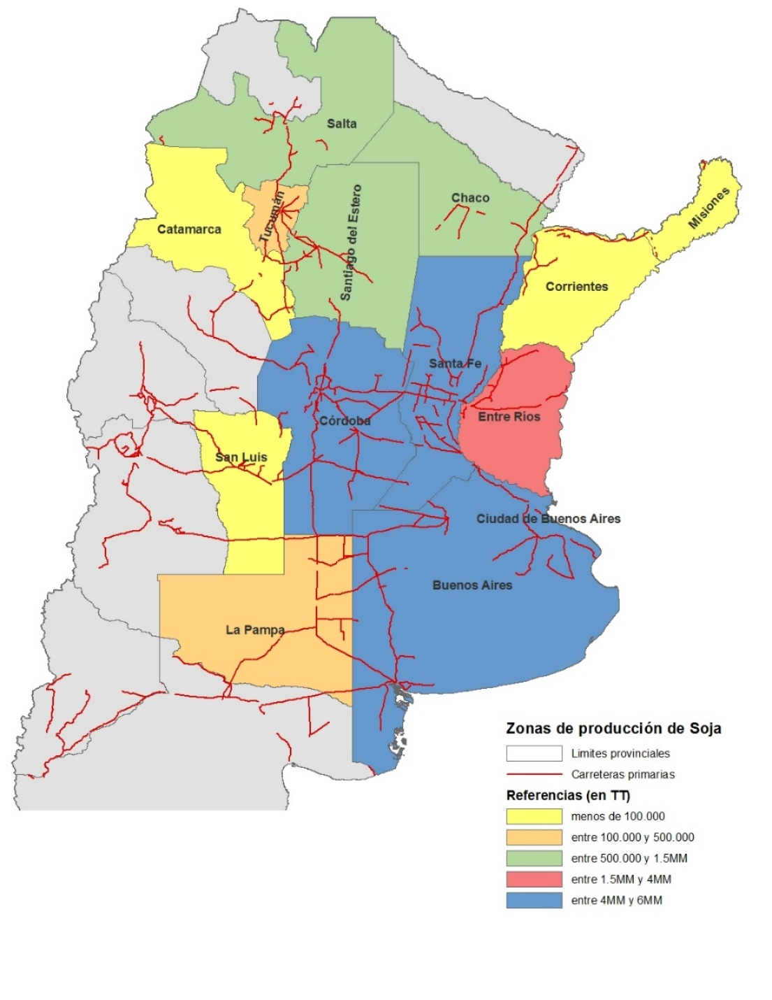 Salta
Chaco
Misiones
Tucumán
Santiago del Estero
Catamarca
Corrientes
Santa Fe
Entre Ríos
Córdoba
San Luis
Ciudad de Buenos Aires
Buenos Aires
La Pampa
Zonas de producción de Soja
Limites provinciales
Carreteras primarias
Referencias (en TT)
menos de 100.000
entre 100.000 y 500.000
entre 500.000 y 1.5MM
entre 1.5MM y 4MM
entre 4MM y 6MM